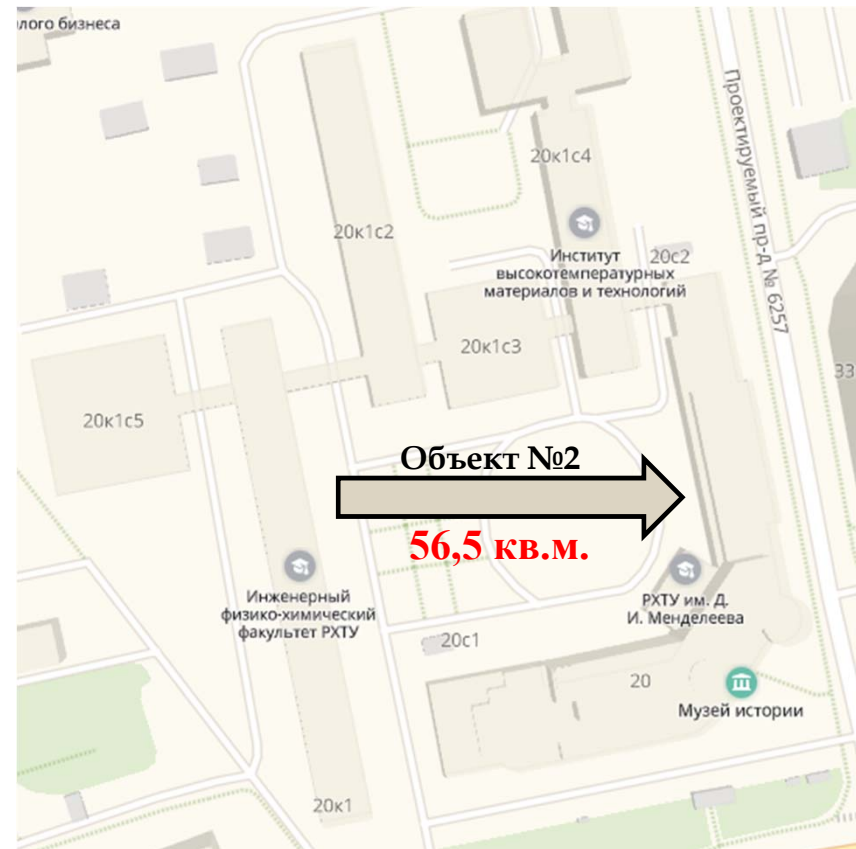 лого бизнеса
Проектируемый пр-д № 6257
20к1с4
20к1с2
Институт
высокотемпературных
материалов и технологий
20с2
20к1с3
33
20к1с5
Объект №2
56,5 кв.м.
Инженерный
физико-химический
факультет РХТУ
РХТУ им. Д.
И. Менделеева
20с1
20
Музей истории
20к1